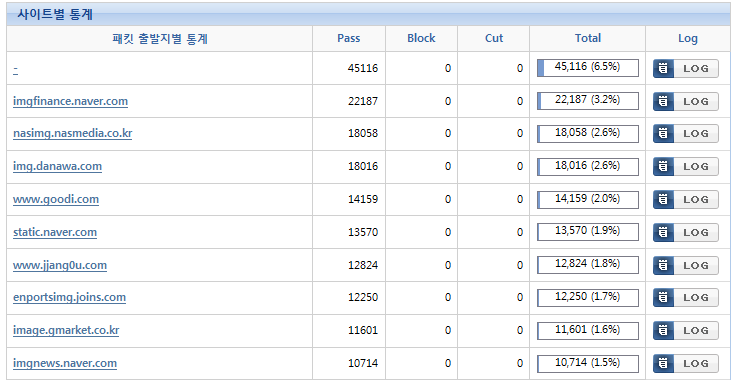 사이트별 통계
패킷 출발지별 통계 Pass Block Cut Total Log
- 45116 0 0 45,116 (6.5%) LOG
imgfinance.naver.com 22187 0 0 22,187 (3.2%) LOG
nasimg.nasmedia.co.kr 18058 0 0 18,058 (2.6%) LOG
img.danawa.com 18016 0 0 18,016 (2.6%) LOG
www.goodi.com 14159 0 0 14,159 (2.0%) LOG
static.naver.com 13570 0 0 13,570 (1.9%) LOG
www.jjang0u.com 12824 0 0 12,824 (1.8%) LOG
enportsimg.joins.com 12250 0 0 12,250 (1.7%) LOG
image.gmarket.co.kr 11601 0 0 11,601 (1.6%) LOG
imgnews.naver.com 10714 0 0 10,714 (1.5%) LOG